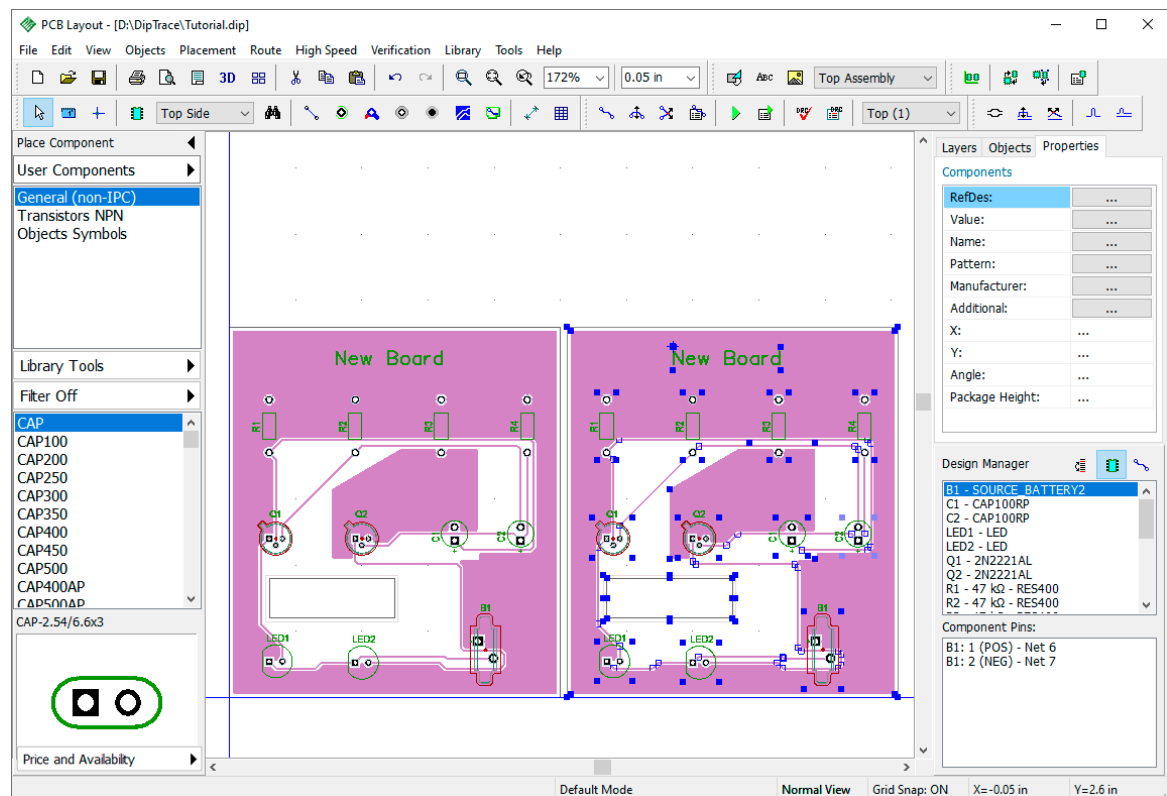 PCB Layout - [D:\DipTrace\Tutorial.dip]
File Edit View Objects Placement Route High Speed Verification Library Tools Help
3D 172% 0.05 in ABC Top Assembly
Top Side DRC DRC Top (1)
Place Component
User Components
General (non-IPC)
Transistors NPN
Objects Symbols
Library Tools
Filter Off
CAP
CAP100
CAP200
CAP250
CAP300
CAP350
CAP400
CAP450
CAP500
CAP400AP
CAP500AP
CAP-2.54/6.6x3
Price and Availability
New Board
R1 R2 R3 R4
Q1 Q2 C1 C2
B1
LED1 LED2
New Board
R1 R2 R3 R4
Q1 Q2 C1 C2
B1
LED1 LED2
Layers Objects Properties
Components
RefDes: ...
Value: ...
Name: ...
Pattern: ...
Manufacturer: ...
Additional: ...
X: ...
Y: ...
Angle: ...
Package Height: ...
Design Manager
B1 - SOURCE_BATTERY2
C1 - CAP100RP
C2 - CAP100RP
LED1 - LED
LED2 - LED
Q1 - 2N2221AL
Q2 - 2N2221AL
R1 - 47 kΩ - RES400
R2 - 47 kΩ - RES400
Component Pins:
B1: 1 (POS) - Net 6
B1: 2 (NEG) - Net 7
Default Mode Normal View Grid Snap: ON X=-0.05 in Y=2.6 in